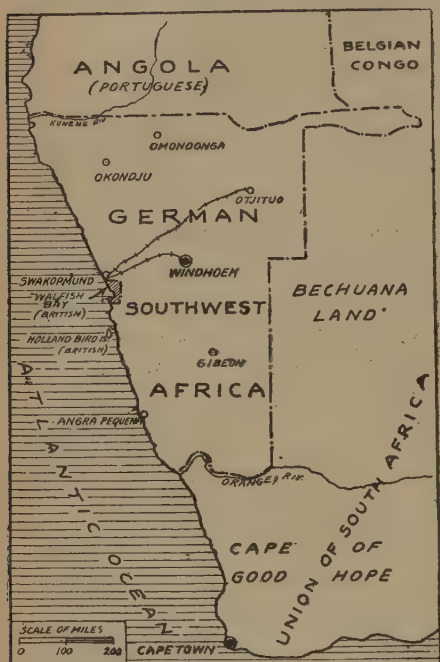 ANGOLA
(PORTUGUESE)
BELGIAN
CONGO
KUNENE RIV
OMONDONGA
OKONDJU
OTJITUO
GERMAN
SWAKOPMUND
WINDHOEK
WALFISH
BAY
(BRITISH)
SOUTHWEST
BECHUANA
LAND
HOLLAND BIRD IS.
(BRITISH)
GIBEON
AFRICA
ANGRA PEQUENA
ATLANTIC OCEAN
ORANGE RIV.
UNION OF SOUTH AFRICA
CAPE OF
GOOD HOPE
SCALE OF MILES
0 100 200
CAPETOWN